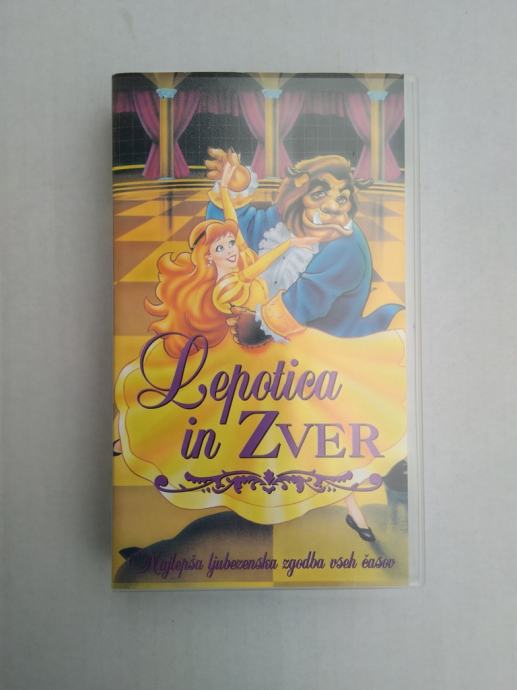 Lepotica
in ZVER
Najlepša ljubezenska zgodba vseh časov